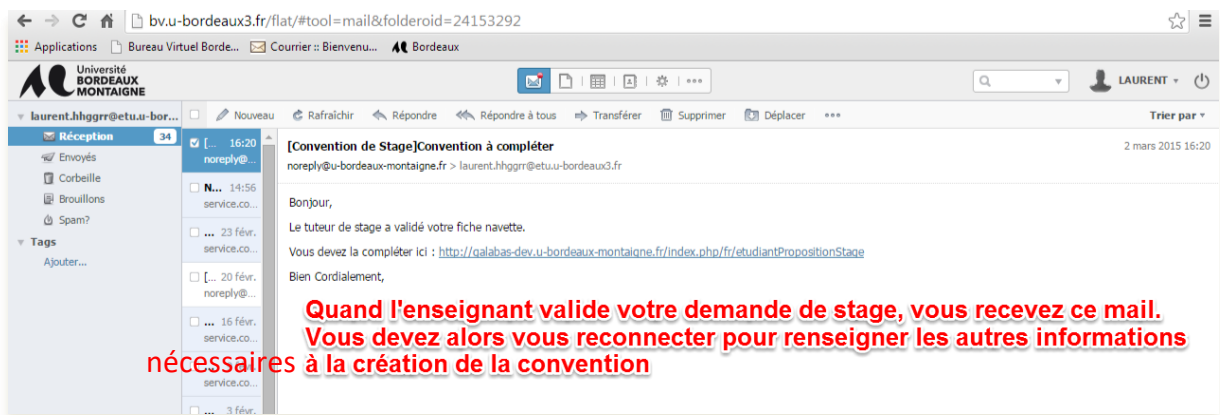 bv.u-bordeaux3.fr/flat/#tool=mail&folderoid=24153292
Applications Bureau Virtuel Borde... Courrier :: Bienvenu... Bordeaux
Université
BORDEAUX
MONTAIGNE
LAURENT
laurent.hhggrr@etu.u-bor...
Nouveau Rafraîchir Répondre Répondre à tous Transférer Supprimer Déplacer Trier par
Réception 34
Envoyés
Corbeille
Brouillons
Spam?
Tags
Ajouter...
[... 16:20
noreply@...
N... 14:56
service.co...
... 23 févr.
service.co...
[... 20 févr.
noreply@...
... 16 févr.
service.co...
service.co...
... 3 févr.
[Convention de Stage]Convention à compléter 2 mars 2015 16:20
noreply@u-bordeaux-montaigne.fr > laurent.hhggrr@etu.u-bordeaux3.fr
Bonjour,
Le tuteur de stage a validé votre fiche navette.
Vous devez la compléter ici : http://qalabas-dev.u-bordeaux-montaigne.fr/index.php/fr/etudiantPropositionStage
Bien Cordialement,
Quand l'enseignant valide votre demande de stage, vous recevez ce mail.
Vous devez alors vous reconnecter pour renseigner les autres informations
nécessaires à la création de la convention